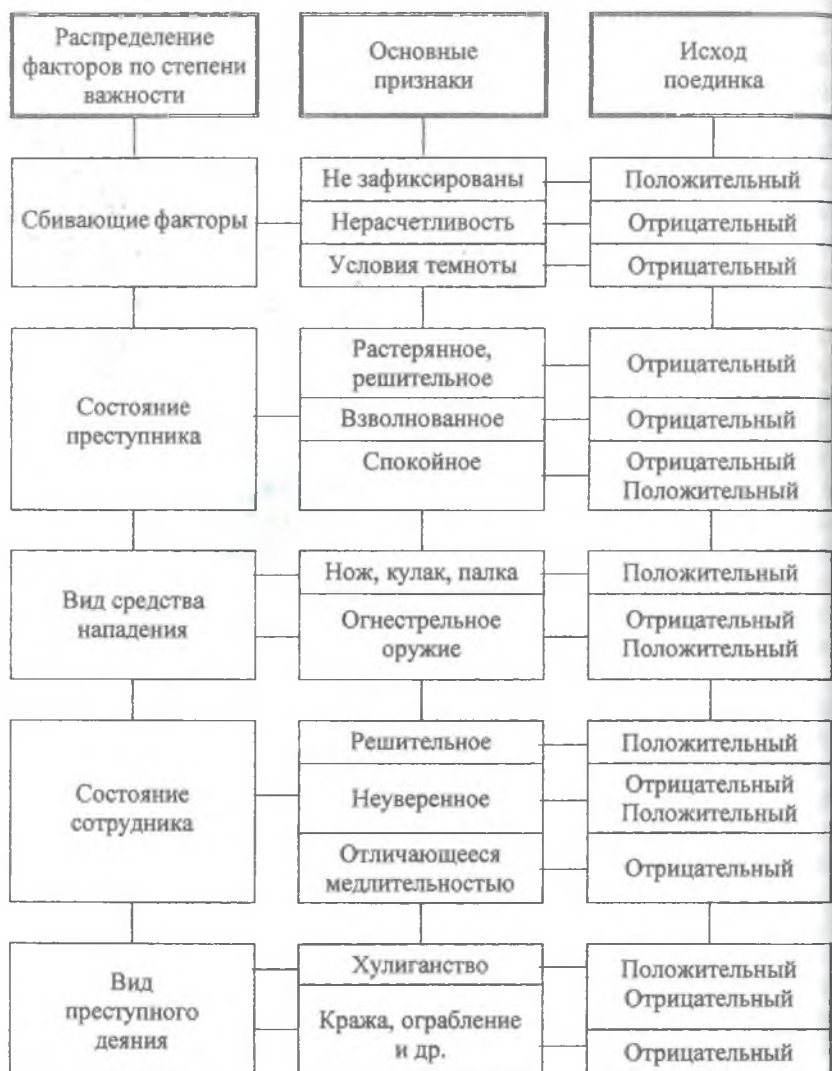 Распределение
факторов по степени
важности
Основные
признаки
Исход
поединка
Сбивающие факторы
Не зафиксированы
Положительный
Нерасчетливость
Отрицательный
Условия темноты
Отрицательный
Состояние
преступника
Растерянное,
решительное
Отрицательный
Взволнованное
Отрицательный
Спокойное
Отрицательный
Положительный
Вид средства
нападения
Нож, кулак, палка
Положительный
Огнестрельное
оружие
Отрицательный
Положительный
Состояние
сотрудника
Решительное
Положительный
Неуверенное
Отрицательный
Положительный
Отличающееся
медлительностью
Отрицательный
Вид
преступного
деяния
Хулиганство
Положительный
Отрицательный
Кража, ограбление
и др.
Отрицательный